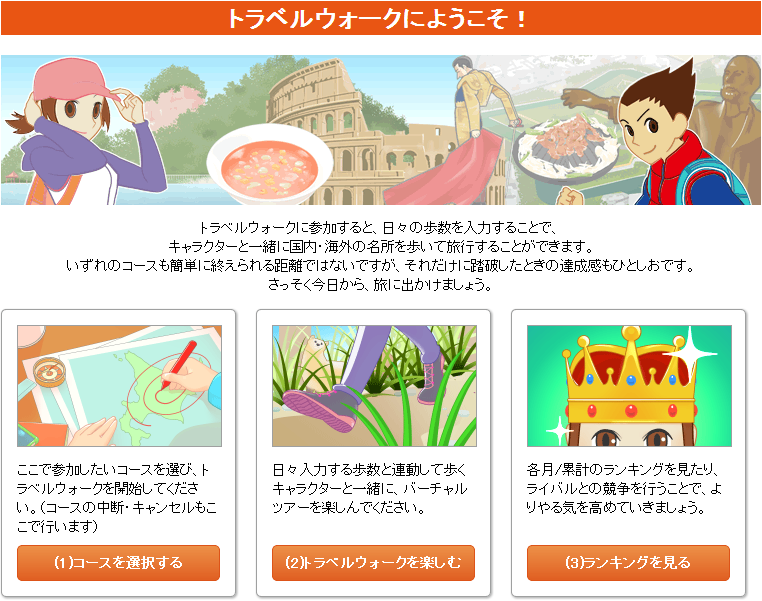 トラベルウォークにようこそ！
トラベルウォークに参加すると、日々の歩数を入力することで、
キャラクターと一緒に国内・海外の名所を歩いて旅行することができます。
いずれのコースも簡単に終えられる距離ではないですが、それだけに踏破したときの達成感もひとしおです。
さっそく今日から、旅に出かけましょう。
ここで参加したいコースを選び、ト
ラベルウォークを開始してくださ
い。（コースの中断・キャンセルもこ
こで行います）
(1)コースを選択する
日々入力する歩数と連動して歩く
キャラクターと一緒に、バーチャル
ツアーを楽しんでください。
(2)トラベルウォークを楽しむ
各月/累計のランキングを見たり、
ライバルとの競争を行うことで、よ
りやる気を高めていきましょう。
(3)ランキングを見る